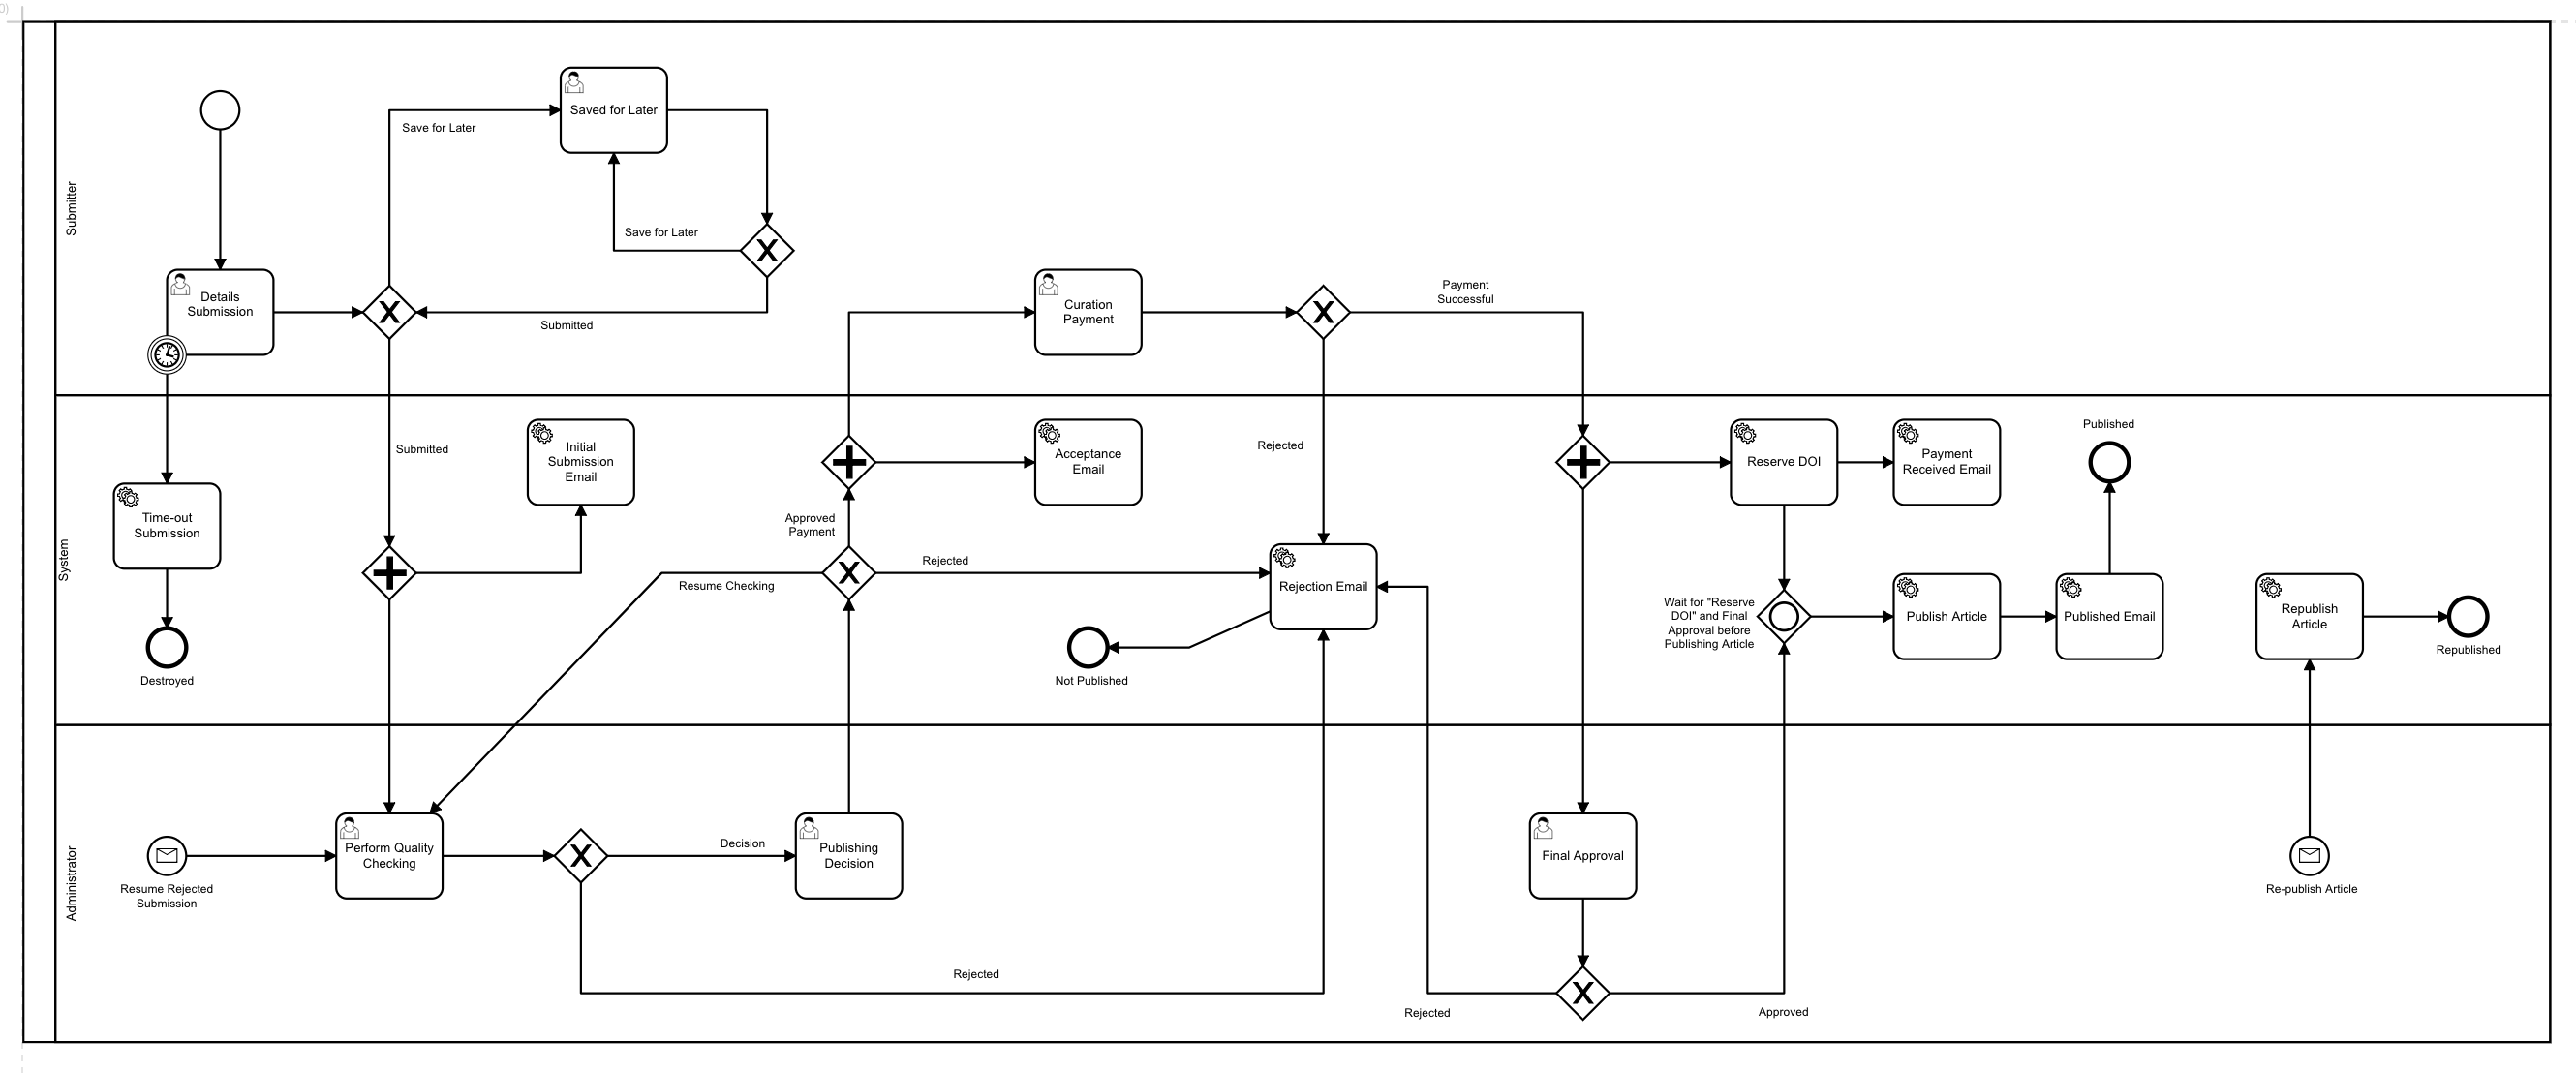 0)
Submitter
Saved for Later
Save for Later
Save for Later
Details
Submission
Submitted
Curation
Payment
Payment
Successful
System
Submitted
Initial
Submission
Email
Acceptance
Email
Rejected
Reserve DOI
Payment
Received Email
Published
Time-out
Submission
Approved
Payment
Rejected
Resume Checking
Rejection Email
Wait for "Reserve
DOI" and Final
Approval before
Publishing Article
Publish Article
Published Email
Republish
Article
Republished
Destroyed
Not Published
Administrator
Resume Rejected
Submission
Perform Quality
Checking
Decision
Publishing
Decision
Final Approval
Re-publish Article
Rejected
Rejected
Approved